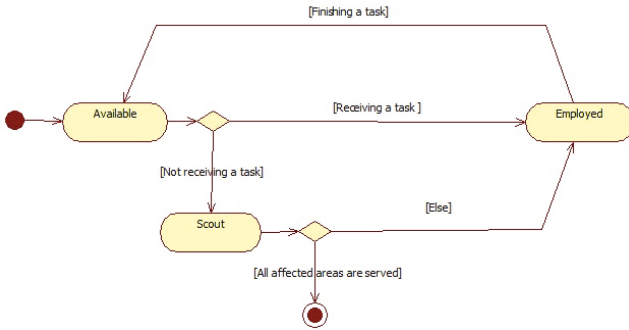 [Finishing a task]
Available
[Receiving a task ]
Employed
[Not receiving a task]
Scout
[Else]
[All affected areas are served]